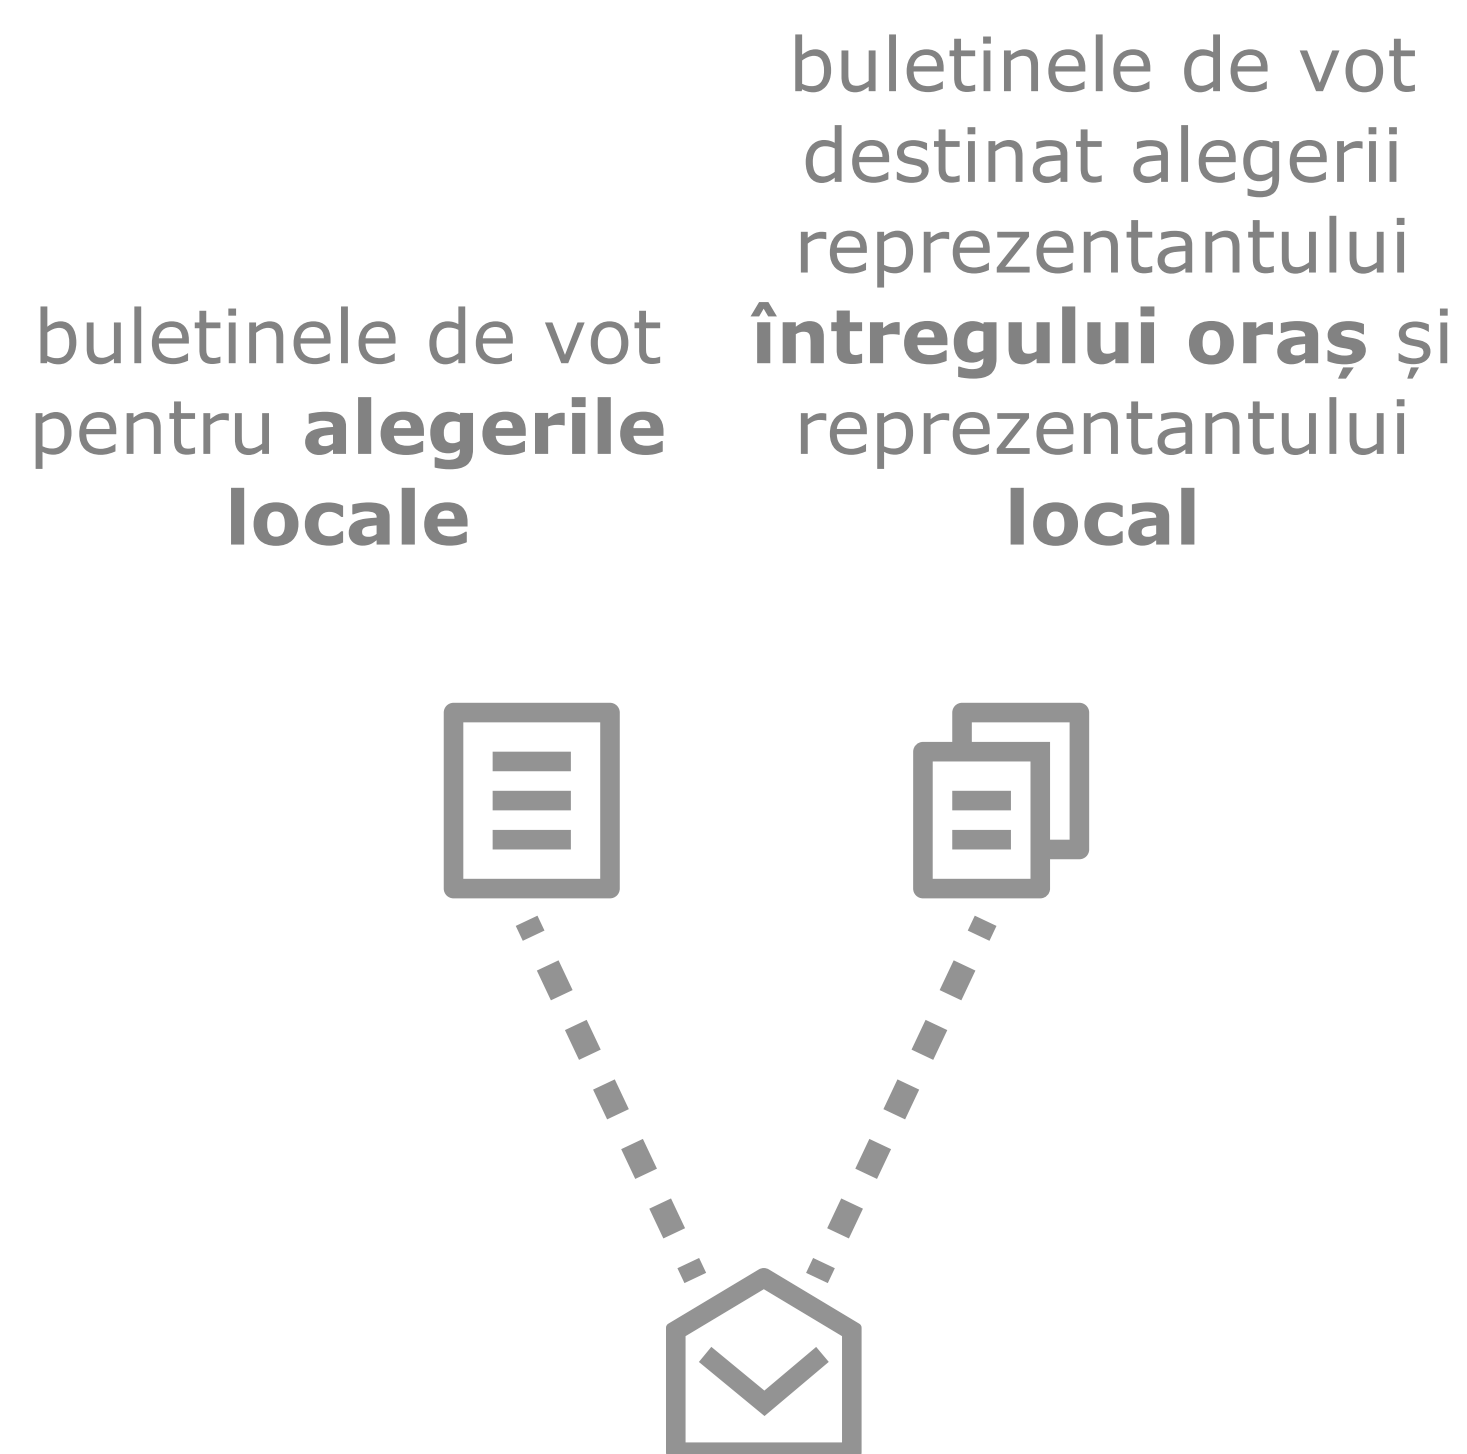 buletinele de vot
pentru alegerile
locale
buletinele de vot
destinat alegerii
reprezentantului
întregului oraș și
reprezentantului
local